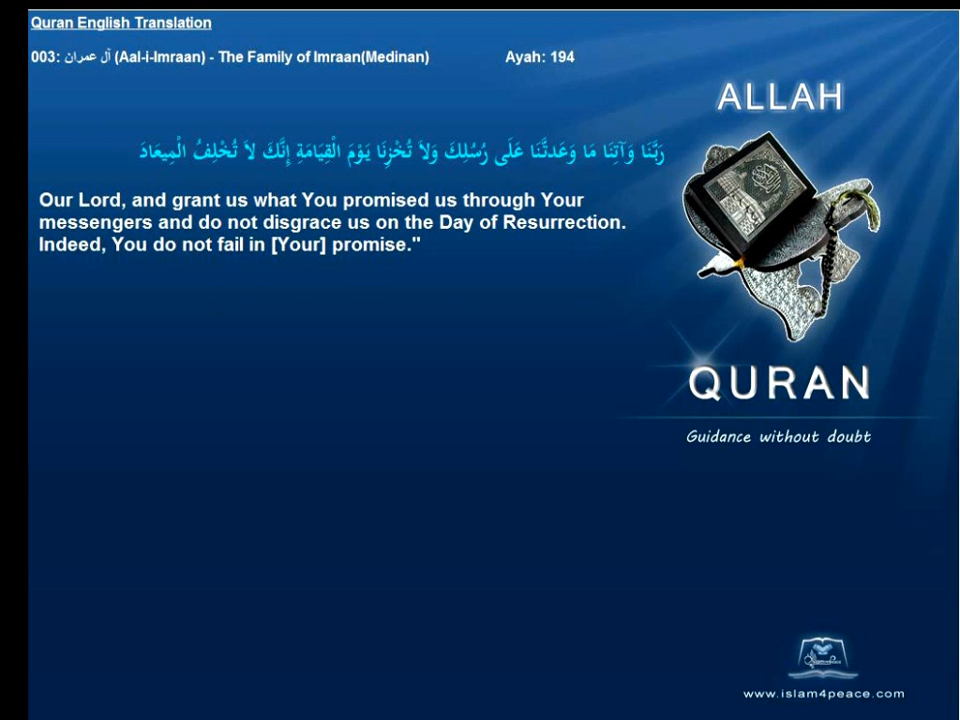 Quran English Translation
003: آل عمران (Aal-i-Imraan) - The Family of Imraan(Medinan) Ayah: 194
ALLAH
رَبَّنَا وَآتِنَا مَا وَعَدتَّنَا عَلَى رُسُلِكَ وَلاَ تُخْزِنَا يَوْمَ الْقِيَامَةِ إِنَّكَ لاَ تُخْلِفُ الْمِيعَادَ
Our Lord, and grant us what You promised us through Your
messengers and do not disgrace us on the Day of Resurrection.
Indeed, You do not fail in [Your] promise."
QURAN
Guidance without doubt
www.islam4peace.com